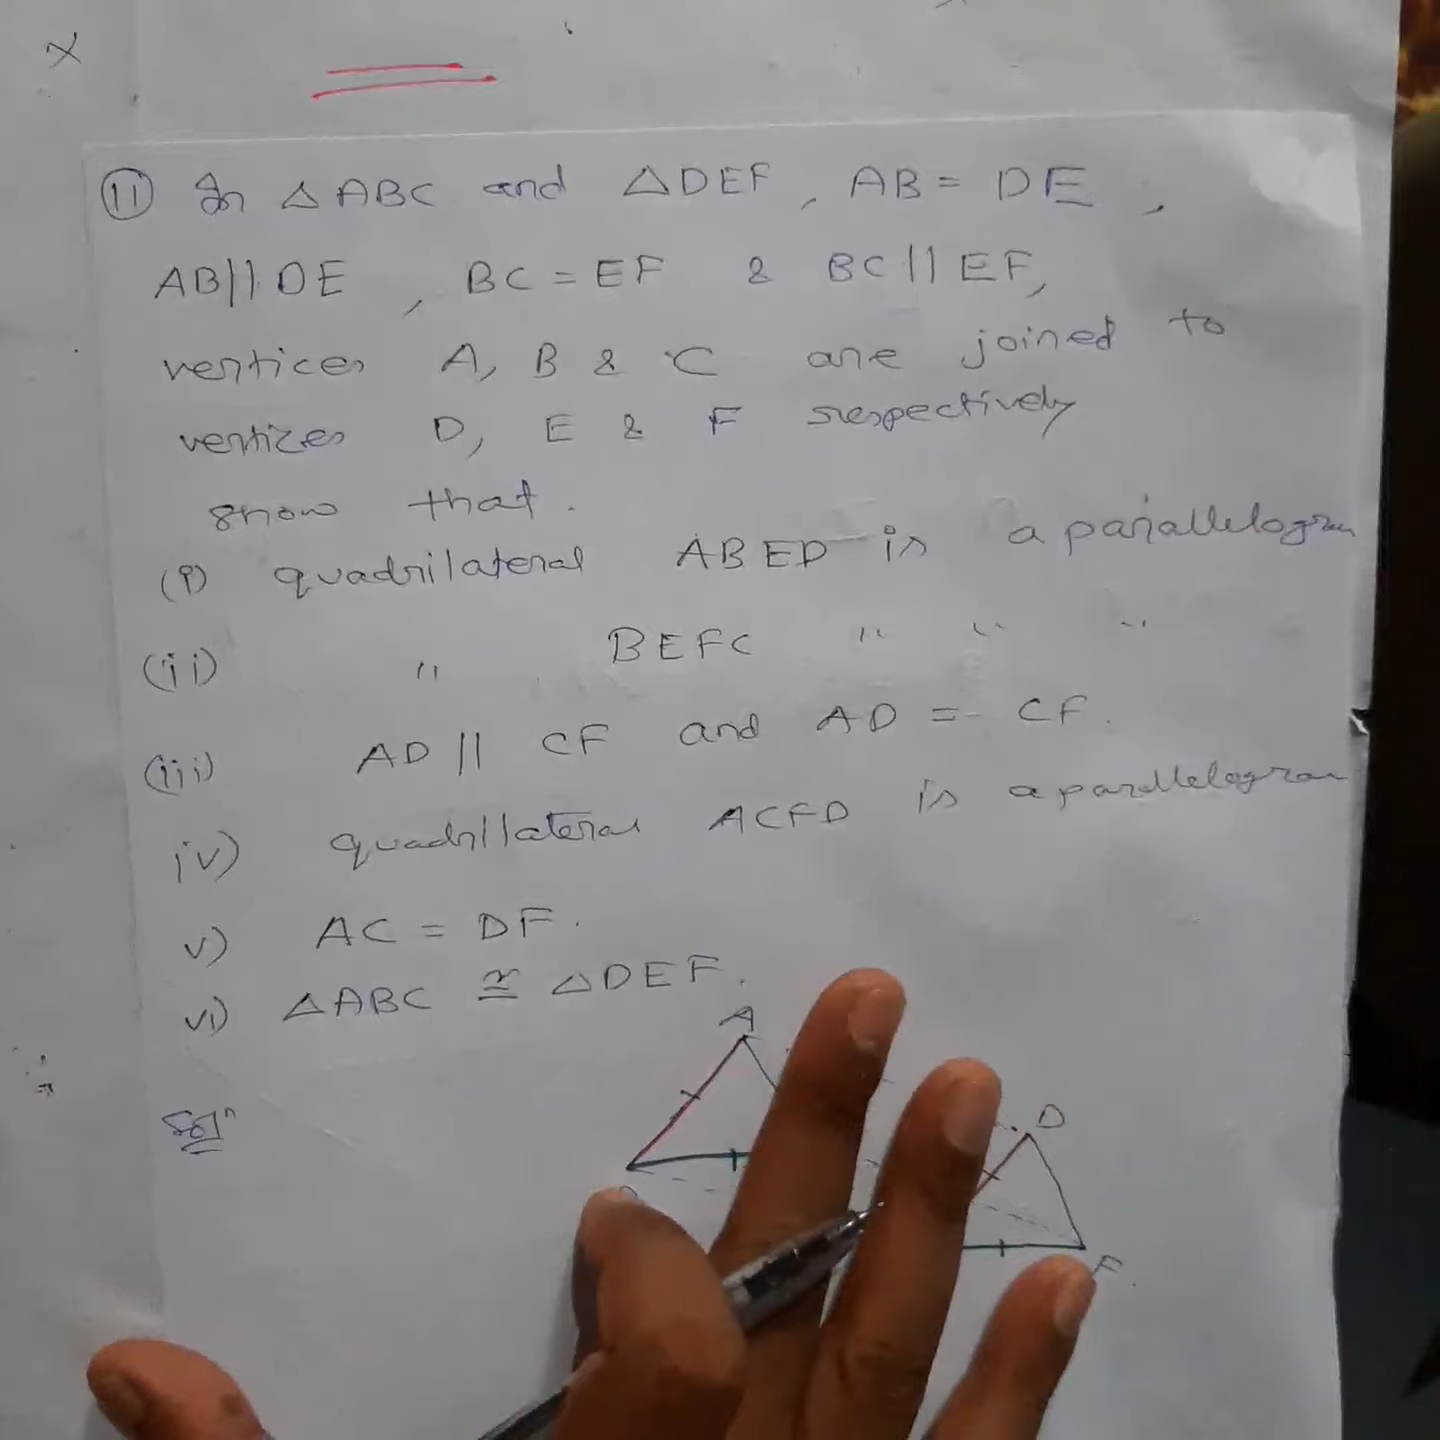 X
11 In △ABC and △DEF, AB = DE,
AB||DE, BC = EF & BC||EF,
vertices A, B & C are joined to
vertices D, E & F respectively
show that.
(i) quadrilateral ABED is a parallelogram
(ii) " BEFC " " "
(iii) AD || CF and AD = CF.
iv) quadrilateral ACFD is a parallelogram
v) AC = DF.
vi) △ABC ≅ △DEF.
A
D
Solⁿ
F.